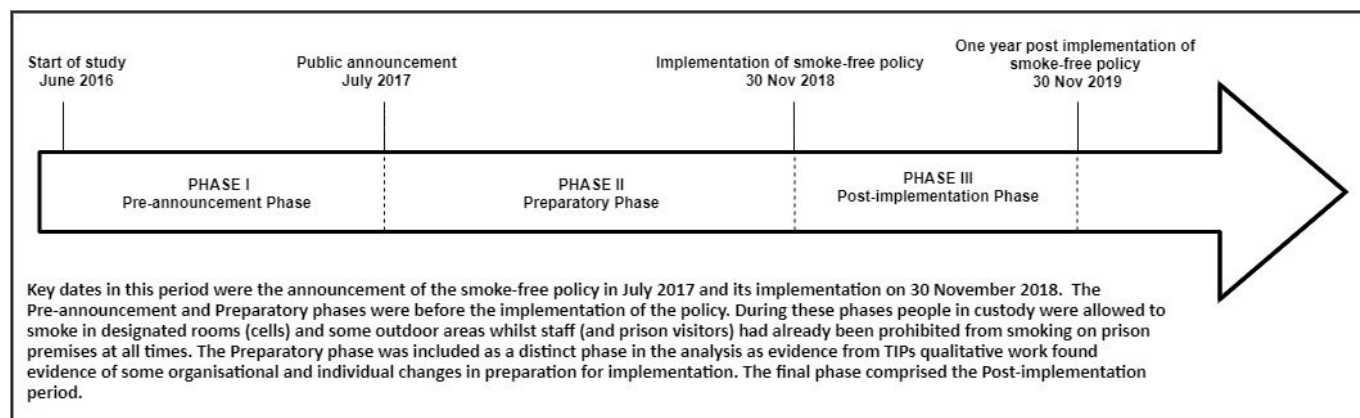 Start of study
June 2016
Public announcement
July 2017
Implementation of smoke-free policy
30 Nov 2018
One year post implementation of
smoke-free policy
30 Nov 2019
PHASE I
Pre-announcement Phase
PHASE II
Preparatory Phase
PHASE III
Post-implementation Phase
Key dates in this period were the announcement of the smoke-free policy in July 2017 and its implementation on 30 November 2018.  The
Pre-announcement and Preparatory phases were before the implementation of the policy. During these phases people in custody were allowed to
smoke in designated rooms (cells) and some outdoor areas whilst staff (and prison visitors) had already been prohibited from smoking on prison
premises at all times. The Preparatory phase was included as a distinct phase in the analysis as evidence from TIPs qualitative work found
evidence of some organisational and individual changes in preparation for implementation. The final phase comprised the Post-implementation
period.